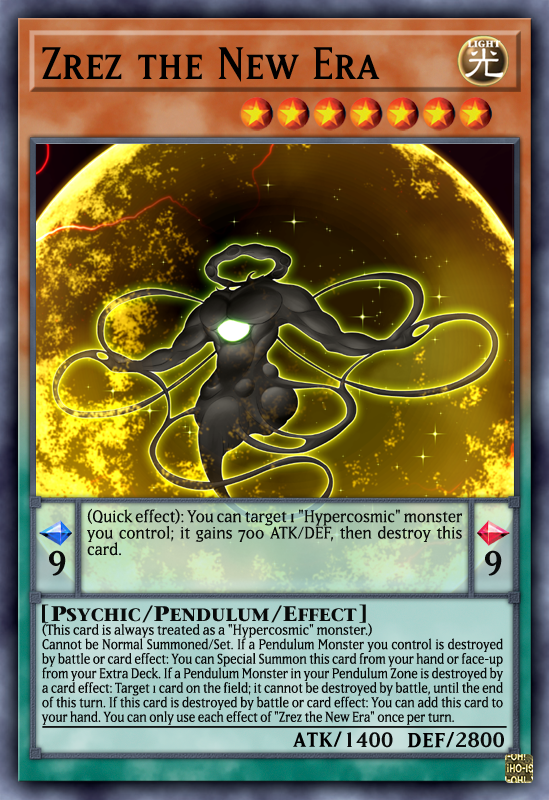 Zrez the New Era
LIGHT
光
(Quick effect): You can target 1 "Hypercosmic" monster
you control; it gains 700 ATK/DEF, then destroy this
card.
9
9
[Psychic/Pendulum/Effect]
(This card is always treated as a "Hypercosmic" monster.)
Cannot be Normal Summoned/Set. If a Pendulum Monster you control is destroyed
by battle or card effect: You can Special Summon this card from your hand or face-up
from your Extra Deck. If a Pendulum Monster in your Pendulum Zone is destroyed by
a card effect: Target 1 card on the field; it cannot be destroyed by battle, until the end
of this turn. If this card is destroyed by battle or card effect: You can add this card to
your hand. You can only use each effect of "Zrez the New Era" once per turn.
ATK/1400 DEF/2800